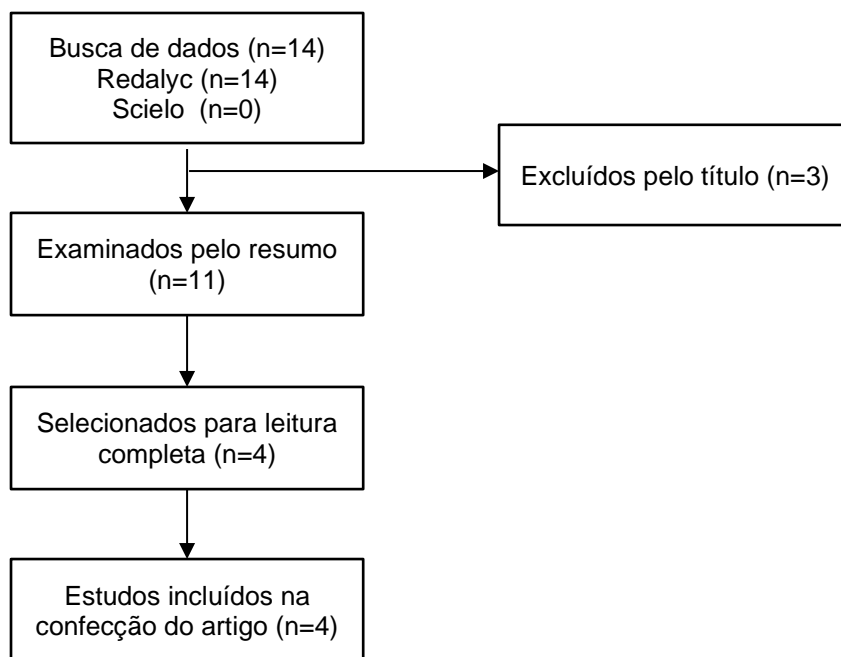 Busca de dados (n=14)
Redalyc (n=14)
Scielo (n=0)
Excluídos pelo título (n=3)
Examinados pelo resumo
(n=11)
Selecionados para leitura
completa (n=4)
Estudos incluídos na
confecção do artigo (n=4)